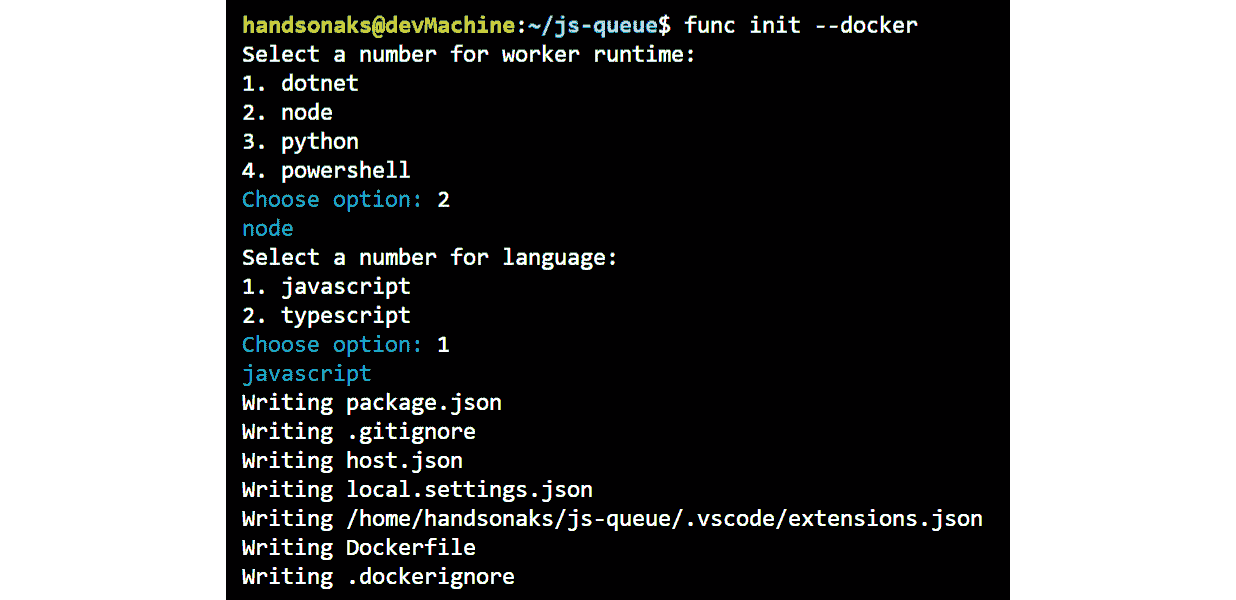 handsonaks@devMachine:~/js-queue$ func init --docker
Select a number for worker runtime:
1. dotnet
2. node
3. python
4. powershell
Choose option: 2
node
Select a number for language:
1. javascript
2. typescript
Choose option: 1
javascript
Writing package.json
Writing .gitignore
Writing host.json
Writing local.settings.json
Writing /home/handsonaks/js-queue/.vscode/extensions.json
Writing Dockerfile
Writing .dockerignore